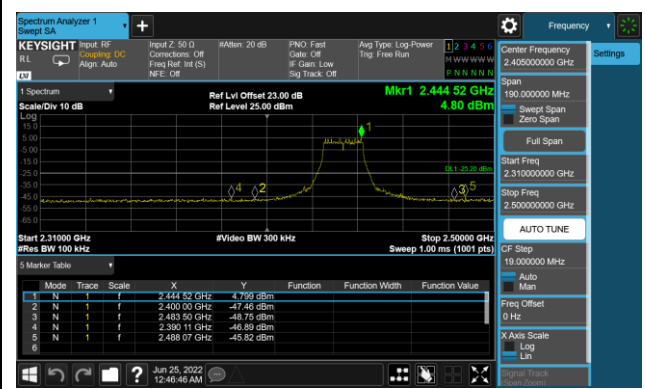 Spectrum Analyzer 1
Swept SA
+
Frequency
KEYSIGHT
RL
LXI
Input: RF
Coupling: DC
Align: Auto
Input Z: 50 Ω
Corrections: Off
Freq Ref: Int (S)
NFE: Off
#Atten: 20 dB
PNO: Fast
Gate: Off
IF Gain: Low
Sig Track: Off
Avg Type: Log-Power
Trig: Free Run
1 2 3 4 5 6
M W W W W W
P N N N N N
1 Spectrum
Scale/Div 10 dB
Ref Lvl Offset 23.00 dB
Ref Level 25.00 dBm
Mkr1 2.444 52 GHz
4.80 dBm
Log
15.0
5.00
-5.00
-15.0
-25.0
-35.0
-45.0
-55.0
-65.0
1
DL1 -25.20 dBm
4
2
3
5
Start 2.31000 GHz
#Video BW 300 kHz
Stop 2.50000 GHz
#Res BW 100 kHz
Sweep 1.00 ms (1001 pts)
5 Marker Table
Mode Trace Scale X Y Function Function Width Function Value
1 N 1 f 2.444 52 GHz 4.799 dBm
2 N 1 f 2.400 00 GHz -47.46 dBm
3 N 1 f 2.483 50 GHz -48.75 dBm
4 N 1 f 2.390 11 GHz -46.89 dBm
5 N 1 f 2.488 07 GHz -45.82 dBm
6
?
Jun 25, 2022
12:46:46 AM
Center Frequency
2.405000000 GHz
Settings
Span
190.000000 MHz
Swept Span
Zero Span
Full Span
Start Freq
2.310000000 GHz
Stop Freq
2.500000000 GHz
AUTO TUNE
CF Step
19.000000 MHz
Auto
Man
Freq Offset
0 Hz
X Axis Scale
Log
Lin
Signal Track
(Span Zoom)